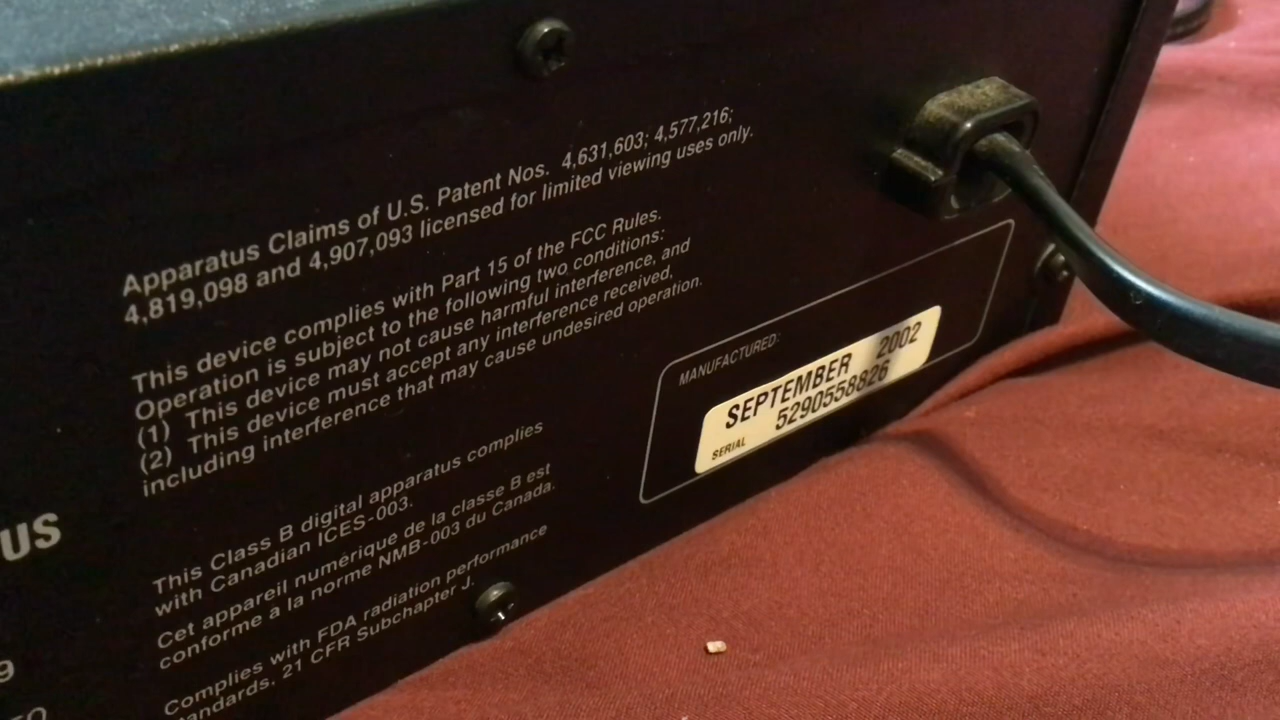 Apparatus Claims of U.S. Patent Nos. 4,631,603; 4,577,216;
4,819,098 and 4,907,093 licensed for limited viewing uses only.
This device complies with Part 15 of the FCC Rules.
Operation is subject to the following two conditions:
(1) This device may not cause harmful interference, and
(2) This device must accept any interference received,
including interference that may cause undesired operation.
This Class B digital apparatus complies
with Canadian ICES-003.
Cet appareil numérique de la classe B est
conforme a la norme NMB-003 du Canada.
Complies with FDA radiation performance
tandards, 21 CFR Subchapter J.
US
9
MANUFACTURED:
SEPTEMBER 2002
SERIAL 5290558826